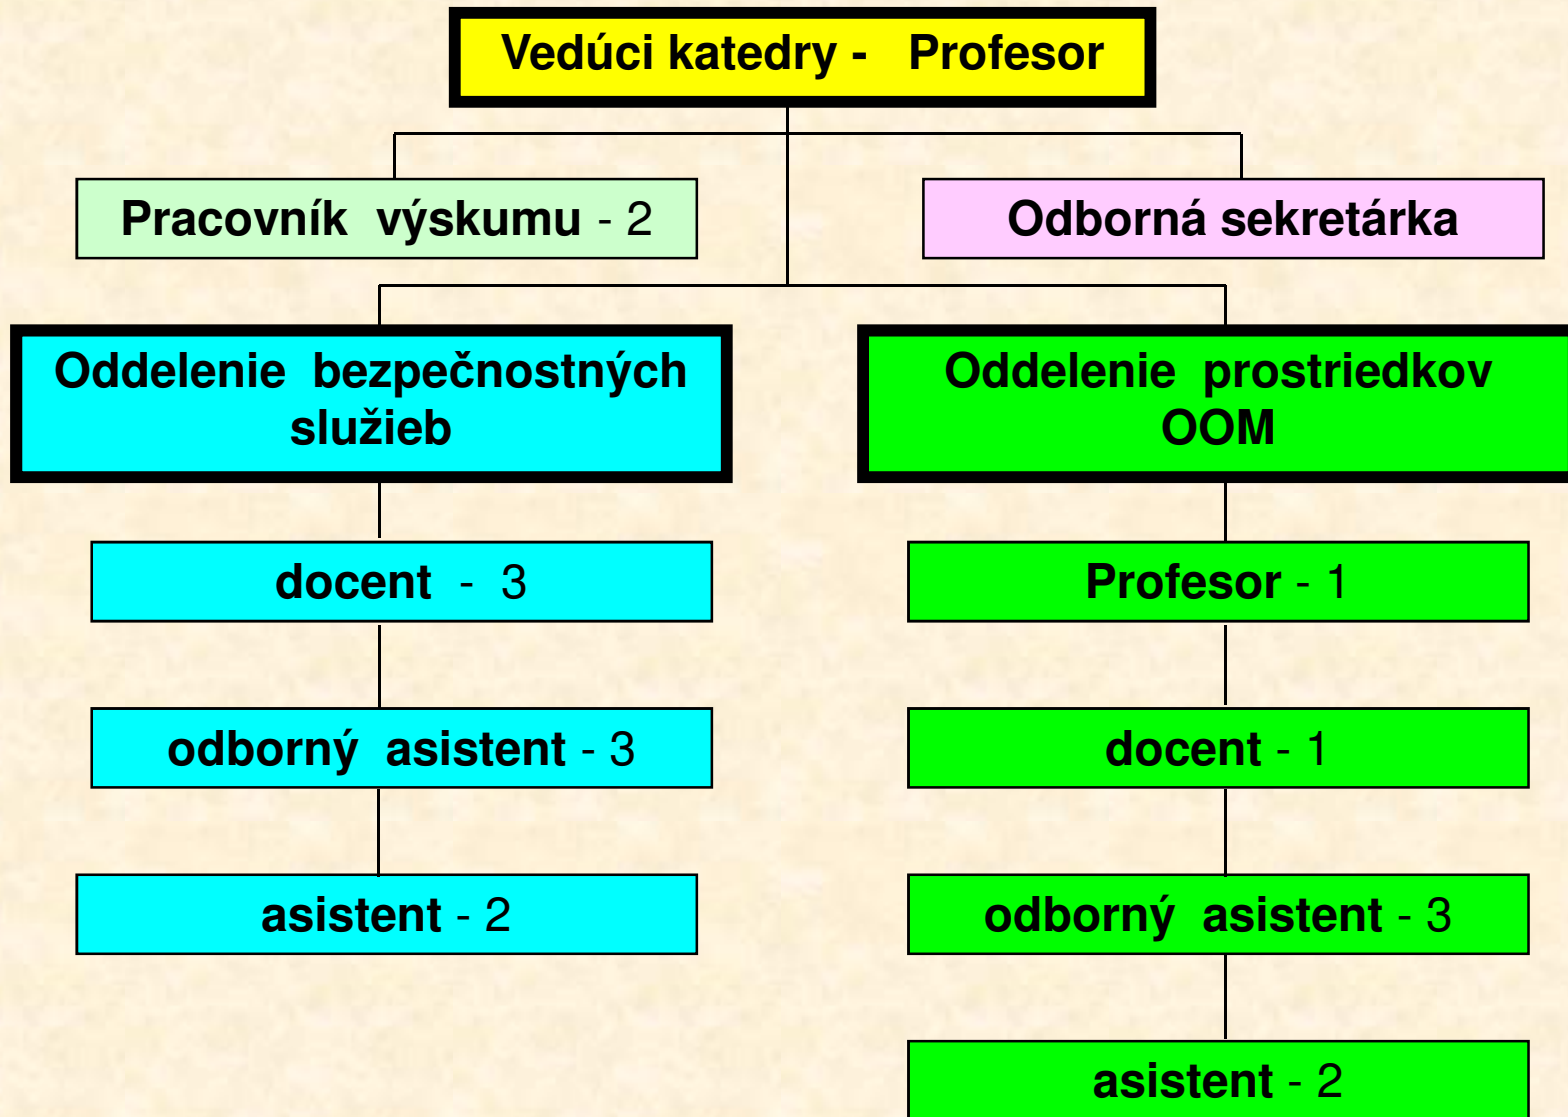 Vedúci katedry - Profesor
Pracovník výskumu - 2
Odborná sekretárka
Oddelenie bezpečnostných
služieb
Oddelenie prostriedkov
OOM
docent - 3
Profesor - 1
odborný asistent - 3
docent - 1
asistent - 2
odborný asistent - 3
asistent - 2